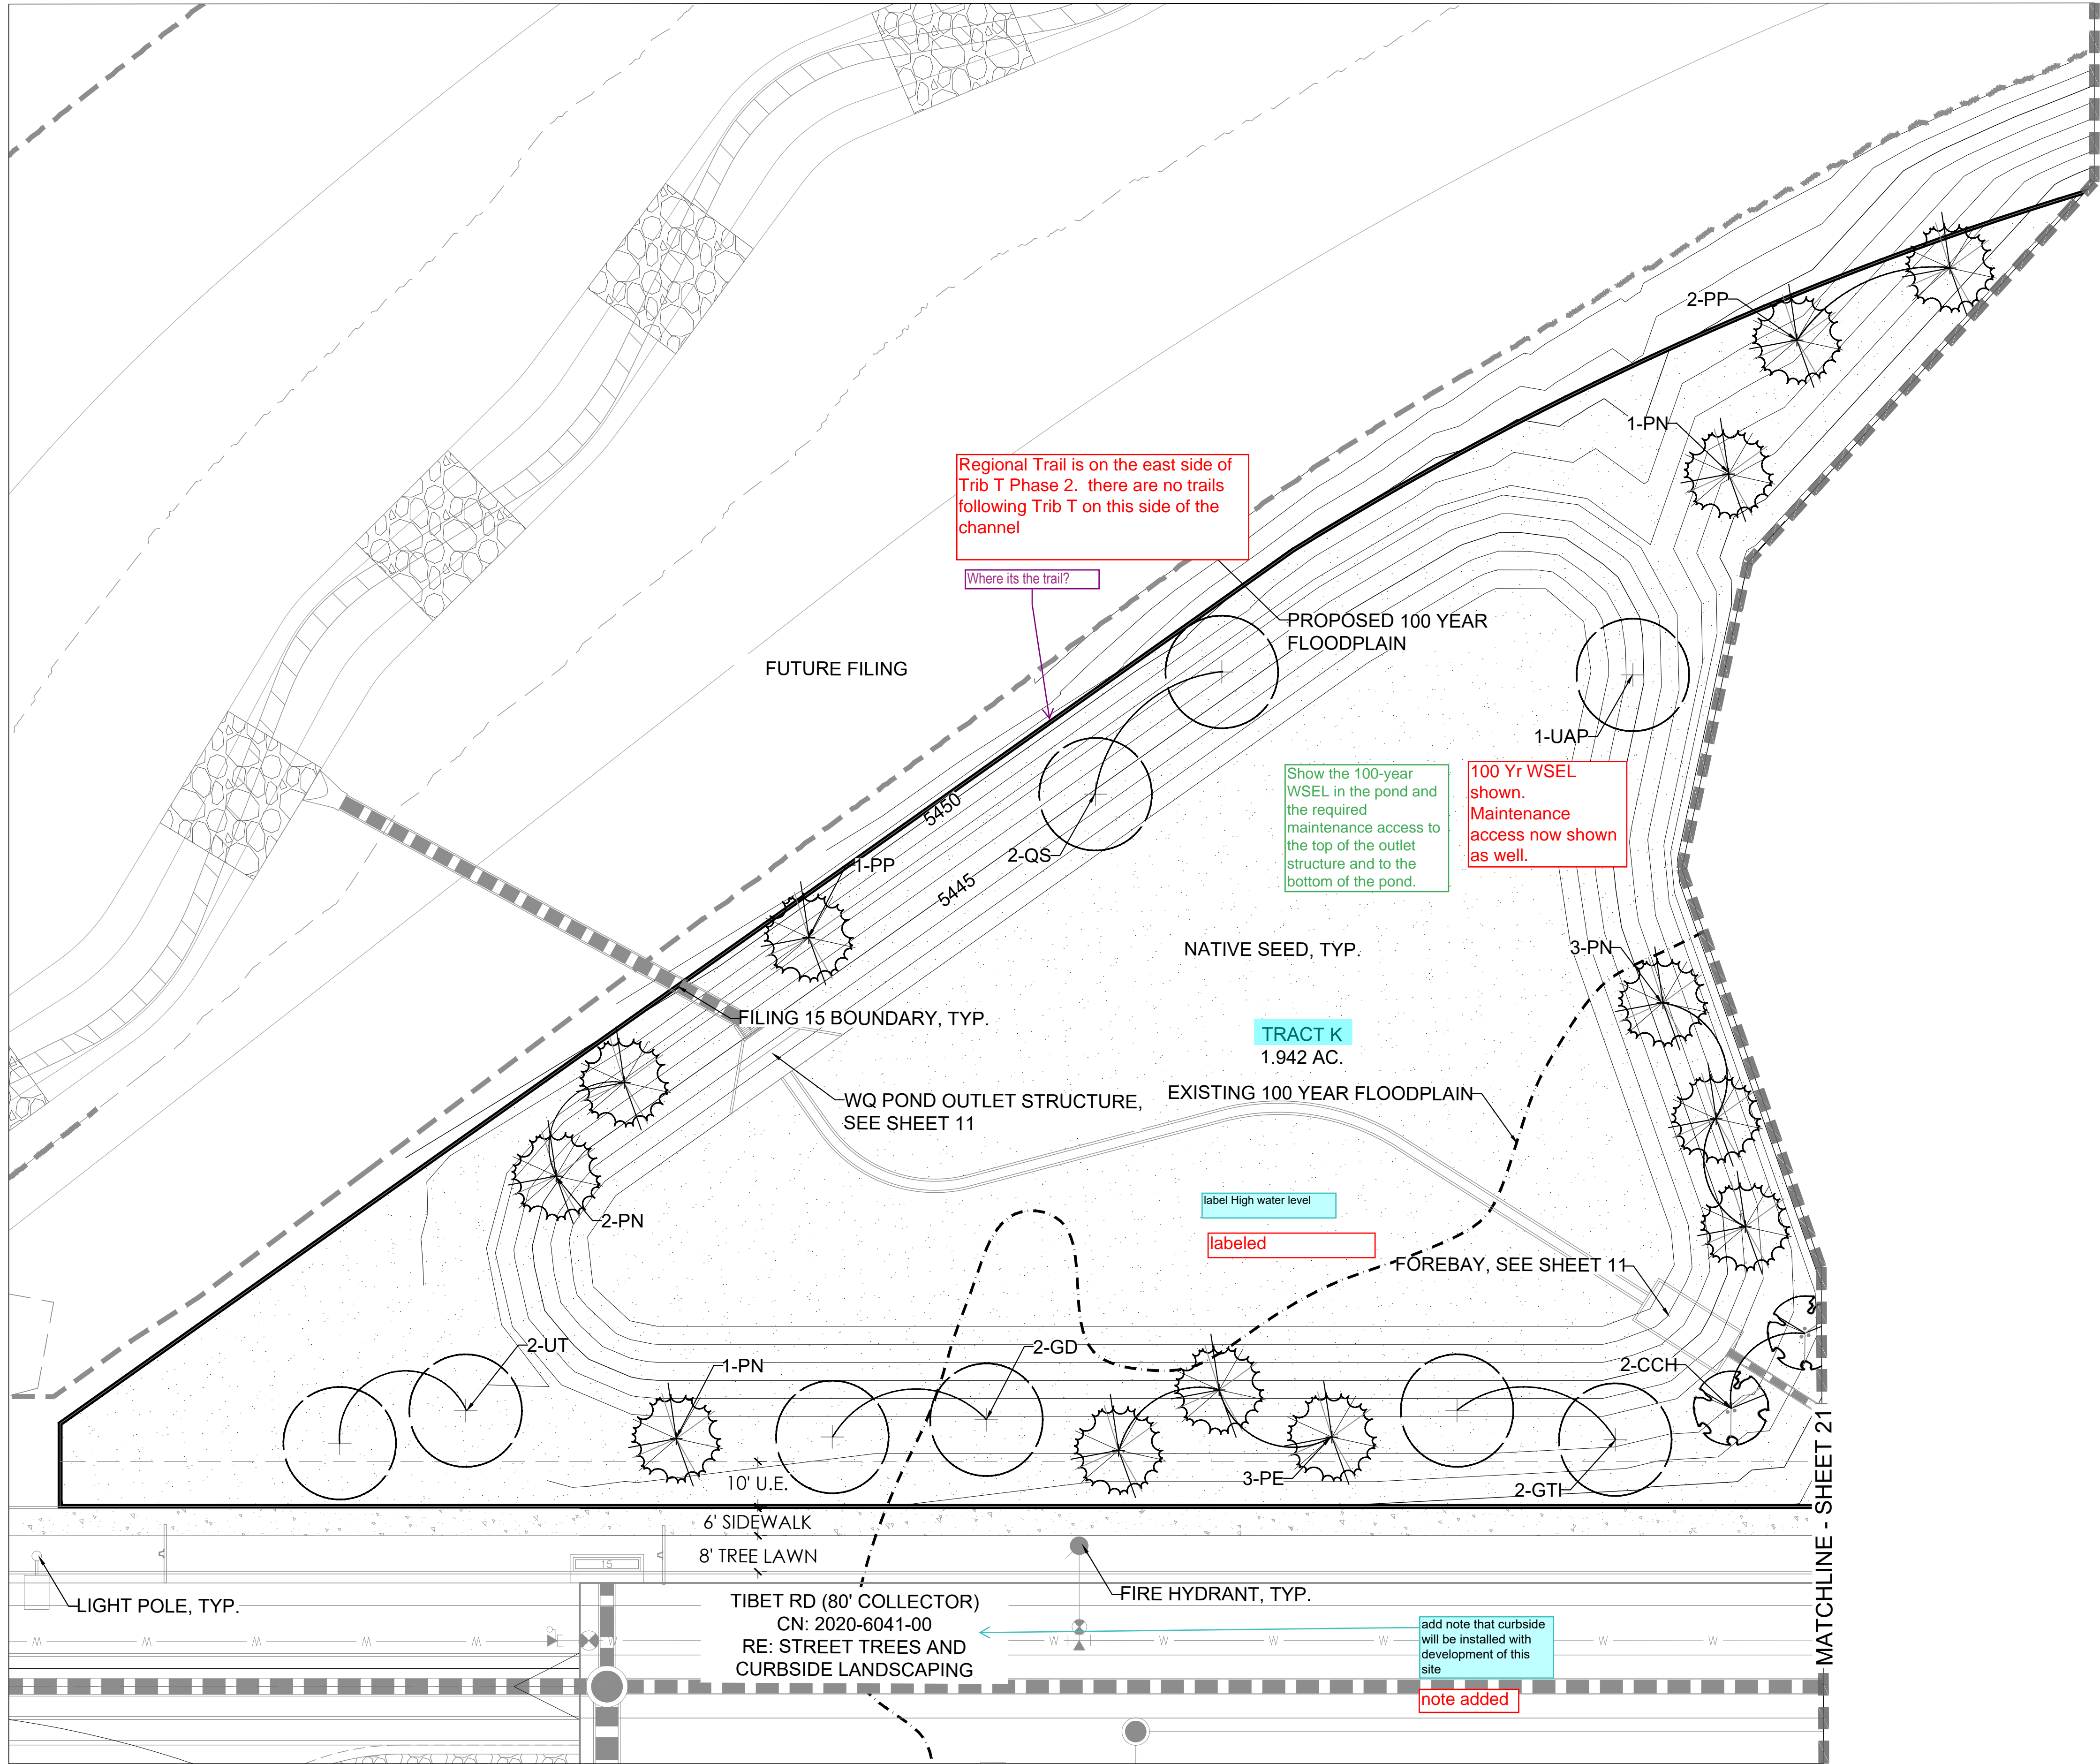 2-PP
1-PN
Regional Trail is on the east side of
Trib T Phase 2.  there are no trails
following Trib T on this side of the
channel
Where its the trail?
PROPOSED 100 YEAR
FLOODPLAIN
FUTURE FILING
1-UAP
Show the 100-year
WSEL in the pond and
the required
maintenance access to
the top of the outlet
structure and to the
bottom of the pond.
100 Yr WSEL
shown.
Maintenance
access now shown
as well.
5450
1-PP
2-QS
5445
NATIVE SEED, TYP.
3-PN
FILING 15 BOUNDARY, TYP.
TRACT K
1.942 AC.
WQ POND OUTLET STRUCTURE,
SEE SHEET 11
EXISTING 100 YEAR FLOODPLAIN
label High water level
2-PN
labeled
FOREBAY, SEE SHEET 11
2-UT
1-PN
2-GD
2-CCH
10' U.E.
3-PE
2-GTI
6' SIDEWALK
8' TREE LAWN
15
LIGHT POLE, TYP.
FIRE HYDRANT, TYP.
TIBET RD (80' COLLECTOR)
CN: 2020-6041-00
RE: STREET TREES AND
CURBSIDE LANDSCAPING
add note that curbside
will be installed with
development of this
site
note added
W W W W W W W W W W W W
MATCHLINE - SHEET 21